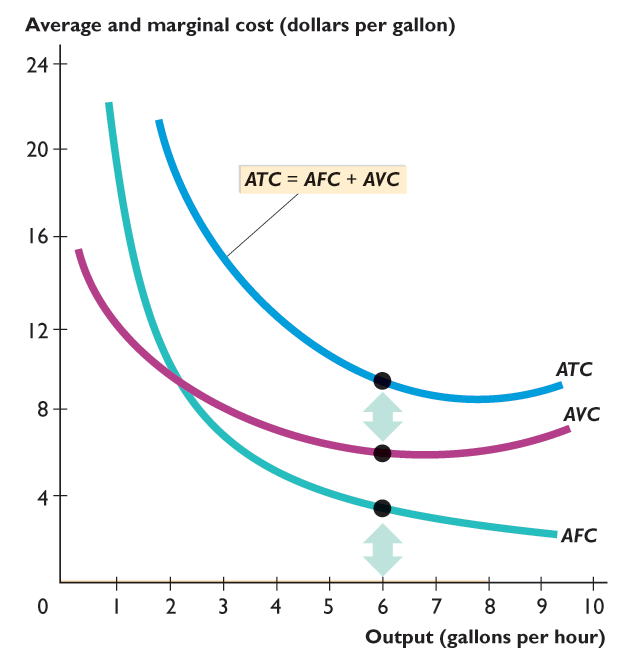 Average and marginal cost (dollars per gallon)
24
20
ATC = AFC + AVC
16
12
ATC
8
AVC
4
AFC
0 1 2 3 4 5 6 7 8 9 10
Output (gallons per hour)